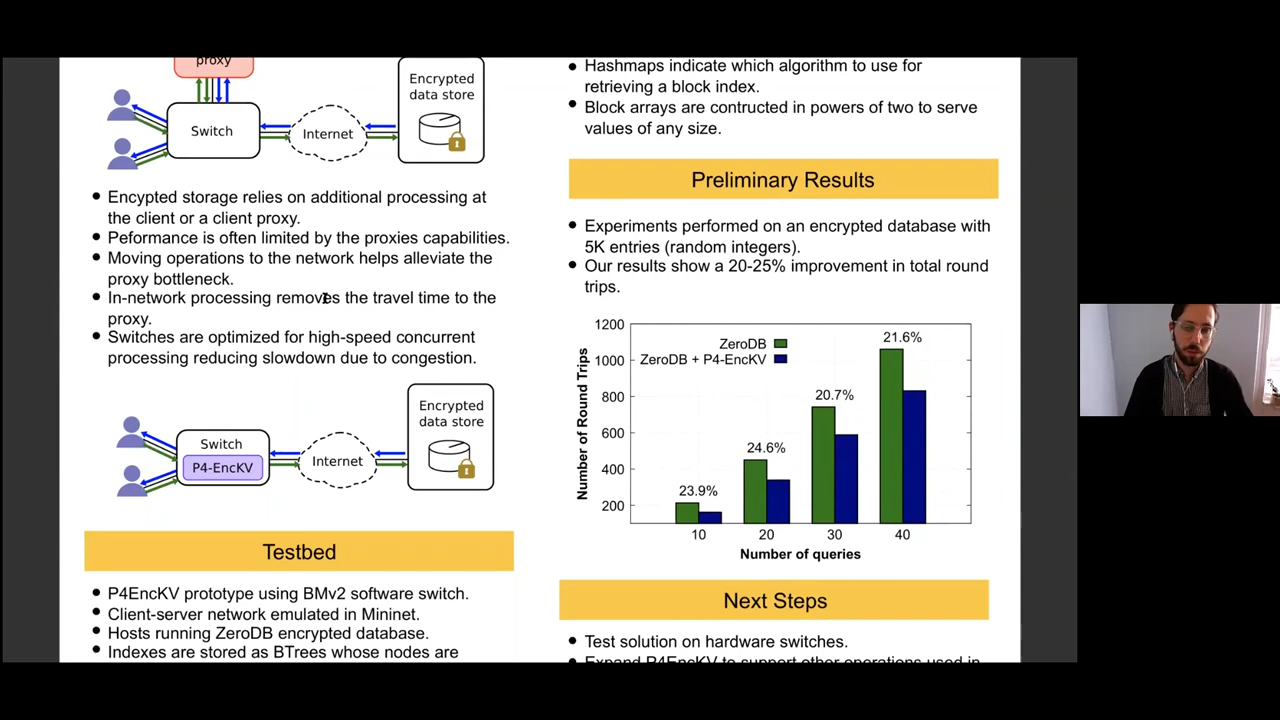 proxy
Encrypted
data store
Switch
Internet
Encypted storage relies on additional processing at
the client or a client proxy.
Peformance is often limited by the proxies capabilities.
Moving operations to the network helps alleviate the
proxy bottleneck.
In-network processing removes the travel time to the
proxy.
Switches are optimized for high-speed concurrent
processing reducing slowdown due to congestion.
Encrypted
data store
Switch
P4-EncKV
Internet
Testbed
P4EncKV prototype using BMv2 software switch.
Client-server network emulated in Mininet.
Hosts running ZeroDB encrypted database.
Indexes are stored as BTrees whose nodes are
Hashmaps indicate which algorithm to use for
retrieving a block index.
Block arrays are contructed in powers of two to serve
values of any size.
Preliminary Results
Experiments performed on an encrypted database with
5K entries (random integers).
Our results show a 20-25% improvement in total round
trips.
1200
1000
800
600
400
200
Number of Round Trips
ZeroDB
ZeroDB + P4-EncKV
23.9%
24.6%
20.7%
21.6%
10
20
30
40
Number of queries
Next Steps
Test solution on hardware switches.
Expand P4EncKV to support other operations used in